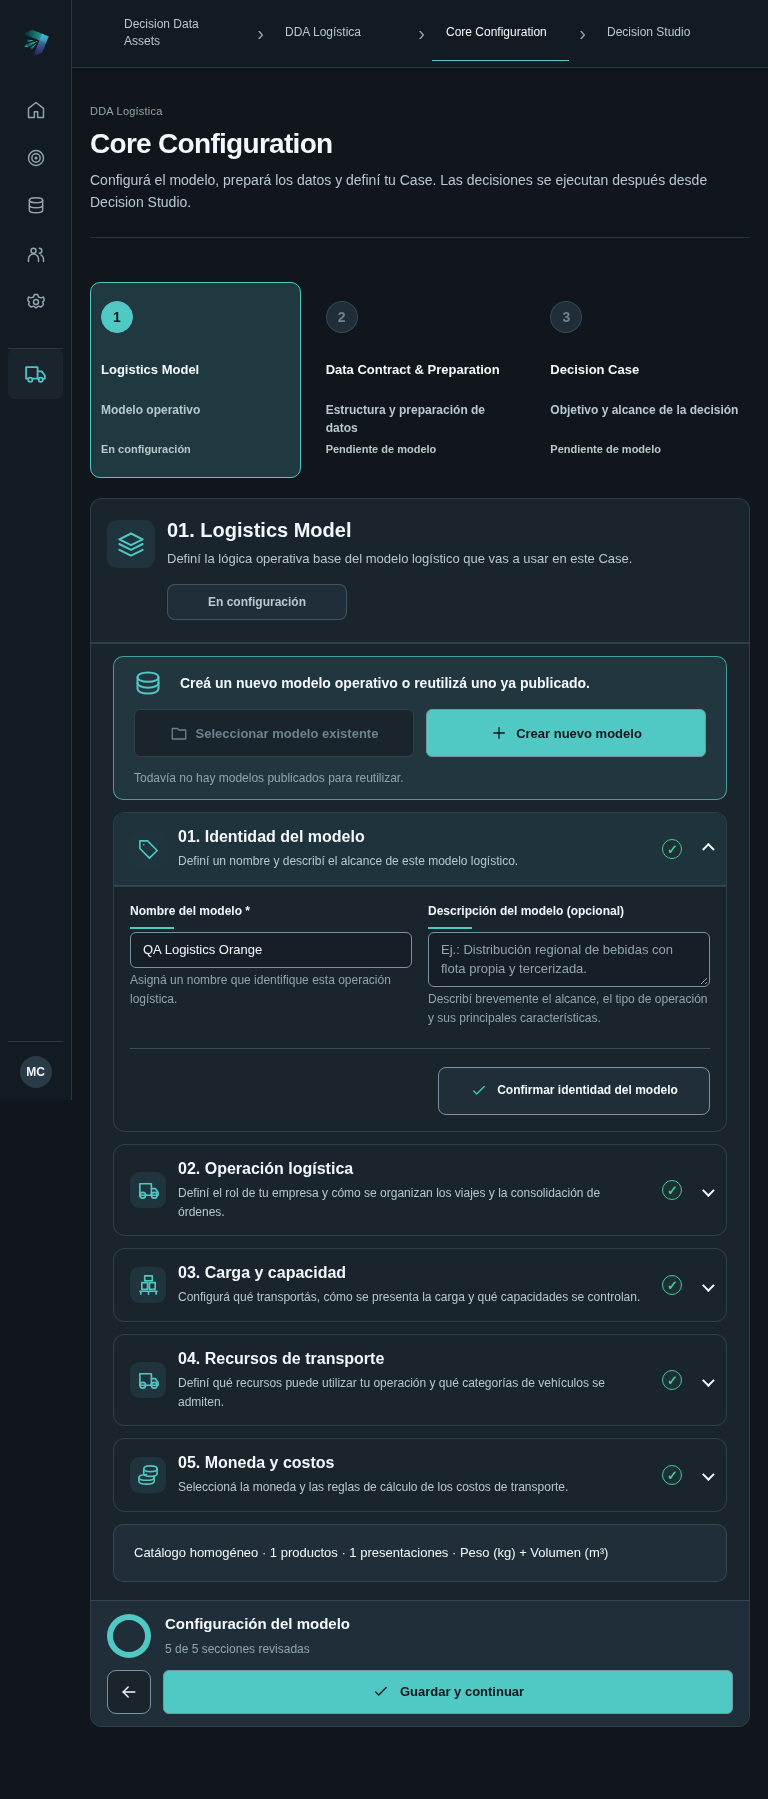 Decision Data
Assets
DDA Logística
Core Configuration
Decision Studio
DDA Logística
Core Configuration
Configurá el modelo, prepará los datos y definí tu Case. Las decisiones se ejecutan después desde
Decision Studio.
1
Logistics Model
Modelo operativo
En configuración
2
Data Contract & Preparation
Estructura y preparación de
datos
Pendiente de modelo
3
Decision Case
Objetivo y alcance de la decisión
Pendiente de modelo
01. Logistics Model
Definí la lógica operativa base del modelo logístico que vas a usar en este Case.
En configuración
Creá un nuevo modelo operativo o reutilizá uno ya publicado.
Seleccionar modelo existente
Crear nuevo modelo
Todavía no hay modelos publicados para reutilizar.
01. Identidad del modelo
Definí un nombre y describí el alcance de este modelo logístico.
Nombre del modelo *
QA Logistics Orange
Asigná un nombre que identifique esta operación
logística.
Descripción del modelo (opcional)
Ej.: Distribución regional de bebidas con
flota propia y tercerizada.
Describí brevemente el alcance, el tipo de operación
y sus principales características.
Confirmar identidad del modelo
02. Operación logística
Definí el rol de tu empresa y cómo se organizan los viajes y la consolidación de
órdenes.
03. Carga y capacidad
Configurá qué transportás, cómo se presenta la carga y qué capacidades se controlan.
04. Recursos de transporte
Definí qué recursos puede utilizar tu operación y qué categorías de vehículos se
admiten.
05. Moneda y costos
Seleccioná la moneda y las reglas de cálculo de los costos de transporte.
Catálogo homogéneo · 1 productos · 1 presentaciones · Peso (kg) + Volumen (m³)
Configuración del modelo
5 de 5 secciones revisadas
Guardar y continuar
MC